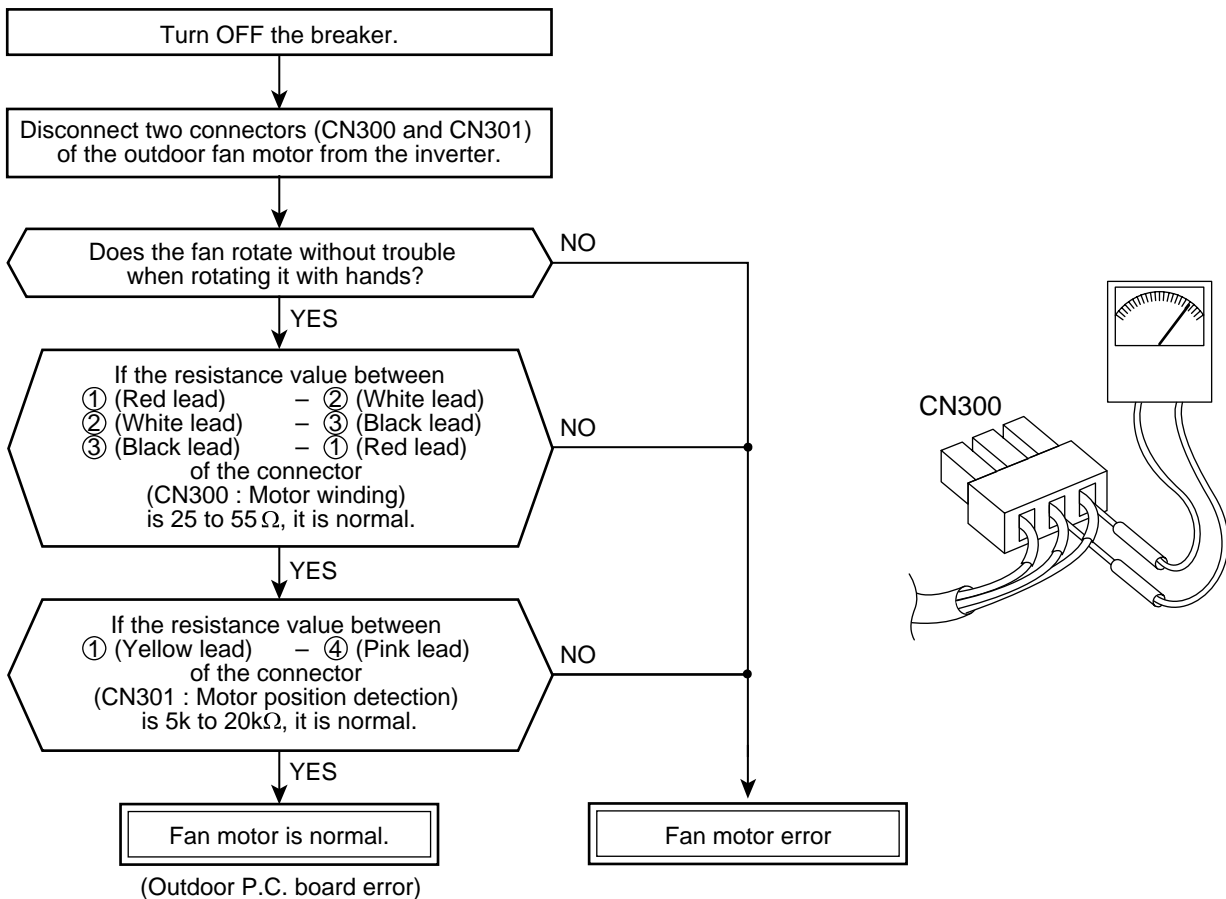 Turn OFF the breaker.
Disconnect two connectors (CN300 and CN301)
of the outdoor fan motor from the inverter.
Does the fan rotate without trouble
when rotating it with hands?
NO
YES
If the resistance value between
① (Red lead) – ② (White lead)
② (White lead) – ③ (Black lead)
③ (Black lead) – ① (Red lead)
of the connector
(CN300 : Motor winding)
is 25 to 55 Ω, it is normal.
NO
YES
If the resistance value between
① (Yellow lead) – ④ (Pink lead)
of the connector
(CN301 : Motor position detection)
is 5k to 20kΩ, it is normal.
NO
YES
Fan motor is normal.
(Outdoor P.C. board error)
Fan motor error
CN300